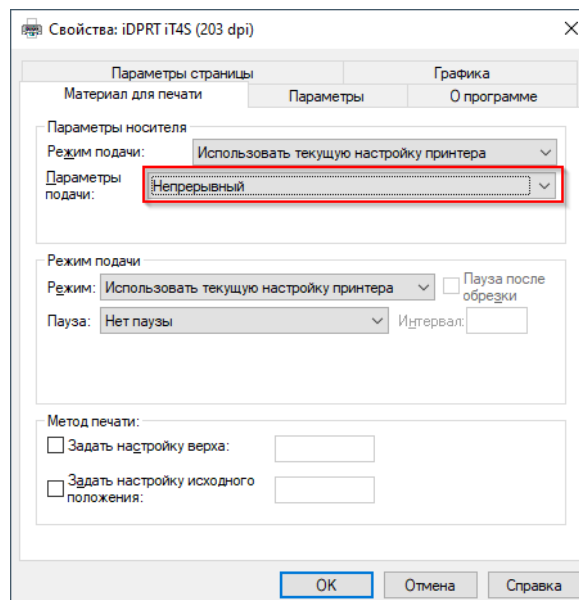 Свойства: iDPRT iT4S (203 dpi)
Параметры страницы
Графика
Материал для печати
Параметры
О программе
Параметры носителя
Режим подачи:
Использовать текущую настройку принтера
Параметры
подачи:
Непрерывный
Режим подачи
Режим:
Использовать текущую настройку принтера
Пауза после
обрезки
Пауза:
Нет паузы
Интервал:
Метод печати:
Задать настройку верха:
Задать настройку исходного
положения:
OK
Отмена
Справка